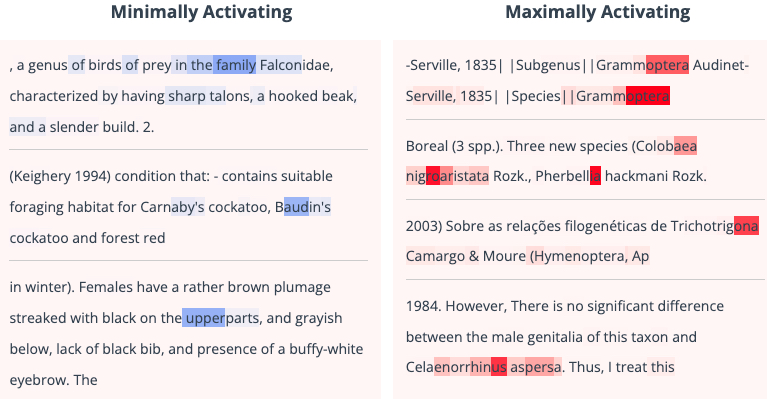 Minimally Activating
, a genus of birds of prey in the family Falconidae,
characterized by having sharp talons, a hooked beak,
and a slender build. 2.
(Keighery 1994) condition that: - contains suitable
foraging habitat for Carnaby's cockatoo, Baudin's
cockatoo and forest red
in winter). Females have a rather brown plumage
streaked with black on the upperparts, and grayish
below, lack of black bib, and presence of a buffy-white
eyebrow. The
Maximally Activating
-Serville, 1835| |Subgenus||Grammoptera Audinet-
Serville, 1835| |Species||Grammoptera
Boreal (3 spp.). Three new species (Colobaea
nigroaristata Rozk., Pherbellia hackmani Rozk.
2003) Sobre as relações filogenéticas de Trichotrigona
Camargo & Moure (Hymenoptera, Ap
1984. However, There is no significant difference
between the male genitalia of this taxon and
Celaenorrhinus aspersa. Thus, I treat this